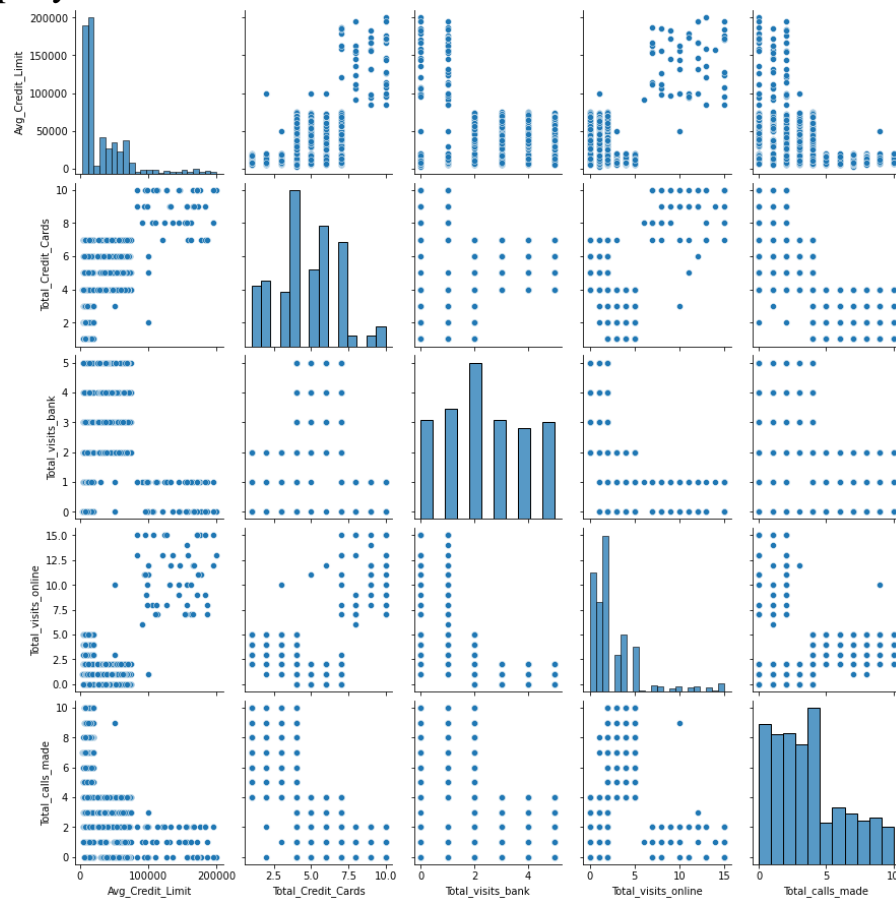 200000
150000
100000
50000
0
Avg_Credit_Limit
10
8
6
4
2
Total_Credit_Cards
5
4
3
2
1
0
Total_visits_bank
15.0
12.5
10.0
7.5
5.0
2.5
0.0
Total_visits_online
10
8
6
4
2
0
Total_calls_made
0 100000 200000
Avg_Credit_Limit
2.5 5.0 7.5 10.0
Total_Credit_Cards
0 2 4
Total_visits_bank
0 5 10 15
Total_visits_online
0 5 10
Total_calls_made